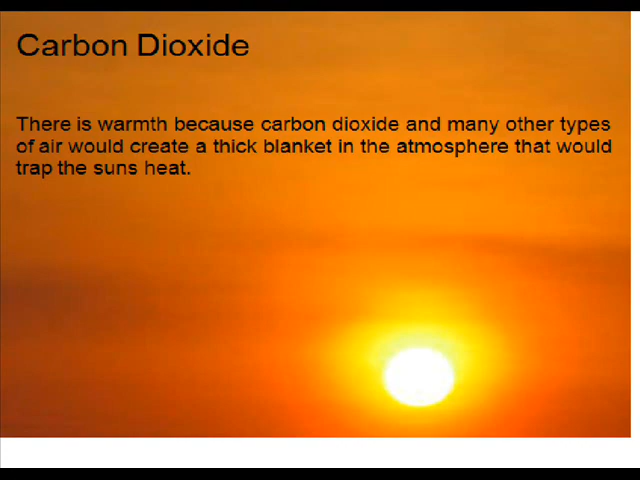 Carbon Dioxide
There is warmth because carbon dioxide and many other types
of air would create a thick blanket in the atmosphere that would
trap the suns heat.